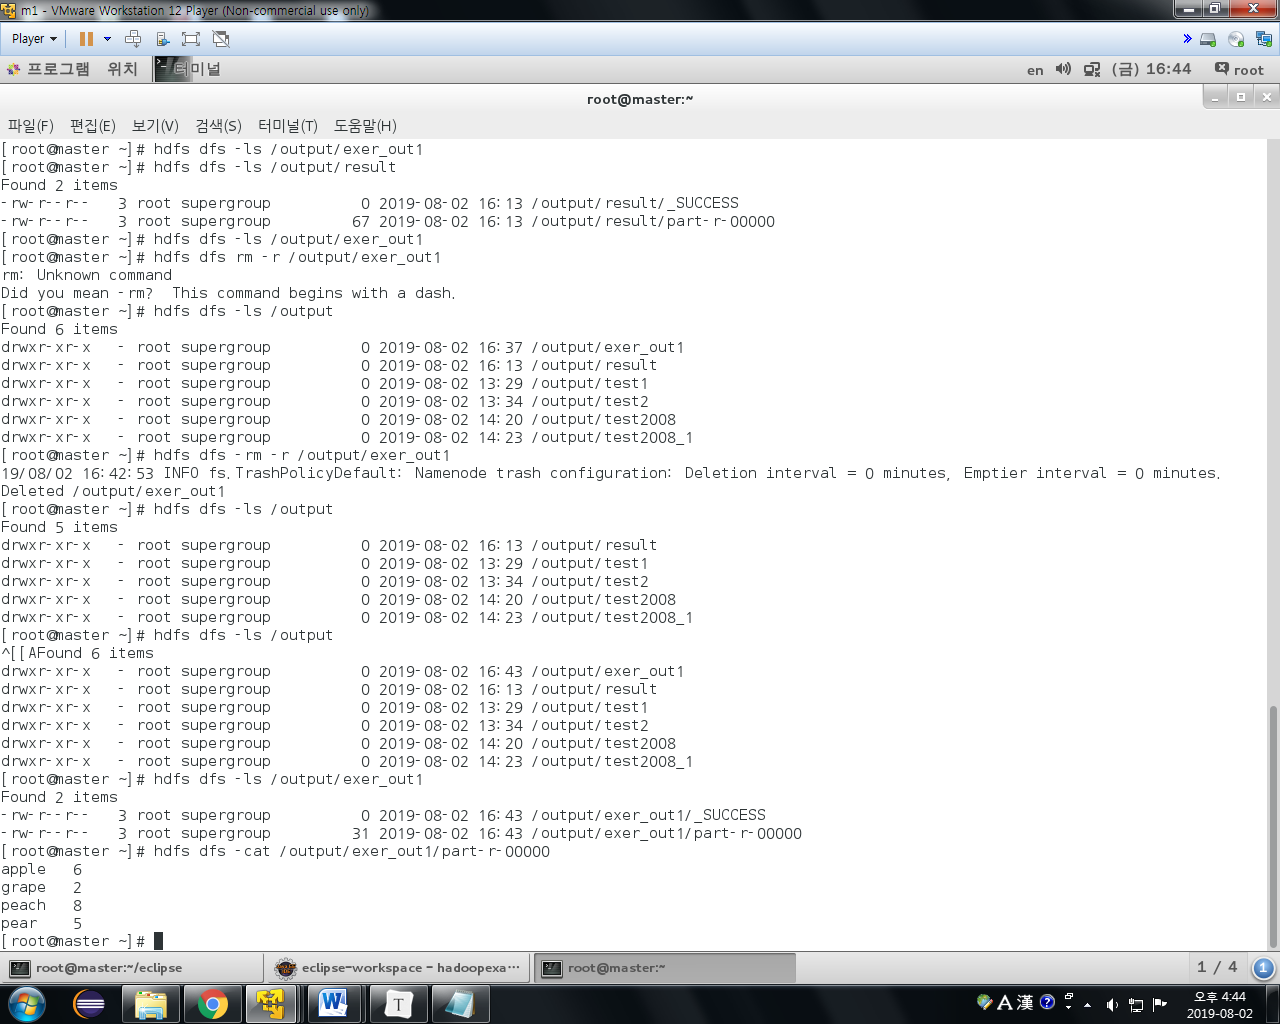 m1 - VMware Workstation 12 Player (Non-commercial use only)
Player
프로그램 위치 터미널 en (금) 16:44 root
root@master:~
파일(F) 편집(E) 보기(V) 검색(S) 터미널(T) 도움말(H)
[root@master ~]# hdfs dfs -ls /output/exer_out1
[root@master ~]# hdfs dfs -ls /output/result
Found 2 items
-rw-r--r--   3 root supergroup          0 2019-08-02 16:13 /output/result/_SUCCESS
-rw-r--r--   3 root supergroup         67 2019-08-02 16:13 /output/result/part-r-00000
[root@master ~]# hdfs dfs -ls /output/exer_out1
[root@master ~]# hdfs dfs rm -r /output/exer_out1
rm: Unknown command
Did you mean -rm?  This command begins with a dash.
[root@master ~]# hdfs dfs -ls /output
Found 6 items
drwxr-xr-x   - root supergroup          0 2019-08-02 16:37 /output/exer_out1
drwxr-xr-x   - root supergroup          0 2019-08-02 16:13 /output/result
drwxr-xr-x   - root supergroup          0 2019-08-02 13:29 /output/test1
drwxr-xr-x   - root supergroup          0 2019-08-02 13:34 /output/test2
drwxr-xr-x   - root supergroup          0 2019-08-02 14:20 /output/test2008
drwxr-xr-x   - root supergroup          0 2019-08-02 14:23 /output/test2008_1
[root@master ~]# hdfs dfs -rm -r /output/exer_out1
19/08/02 16:42:53 INFO fs.TrashPolicyDefault: Namenode trash configuration: Deletion interval = 0 minutes, Emptier interval = 0 minutes.
Deleted /output/exer_out1
[root@master ~]# hdfs dfs -ls /output
Found 5 items
drwxr-xr-x   - root supergroup          0 2019-08-02 16:13 /output/result
drwxr-xr-x   - root supergroup          0 2019-08-02 13:29 /output/test1
drwxr-xr-x   - root supergroup          0 2019-08-02 13:34 /output/test2
drwxr-xr-x   - root supergroup          0 2019-08-02 14:20 /output/test2008
drwxr-xr-x   - root supergroup          0 2019-08-02 14:23 /output/test2008_1
[root@master ~]# hdfs dfs -ls /output
^[[AFound 6 items
drwxr-xr-x   - root supergroup          0 2019-08-02 16:43 /output/exer_out1
drwxr-xr-x   - root supergroup          0 2019-08-02 16:13 /output/result
drwxr-xr-x   - root supergroup          0 2019-08-02 13:29 /output/test1
drwxr-xr-x   - root supergroup          0 2019-08-02 13:34 /output/test2
drwxr-xr-x   - root supergroup          0 2019-08-02 14:20 /output/test2008
drwxr-xr-x   - root supergroup          0 2019-08-02 14:23 /output/test2008_1
[root@master ~]# hdfs dfs -ls /output/exer_out1
Found 2 items
-rw-r--r--   3 root supergroup          0 2019-08-02 16:43 /output/exer_out1/_SUCCESS
-rw-r--r--   3 root supergroup         31 2019-08-02 16:43 /output/exer_out1/part-r-00000
[root@master ~]# hdfs dfs -cat /output/exer_out1/part-r-00000
apple   6
grape   2
peach   8
pear    5
[root@master ~]#
root@master:~/eclipse eclipse-workspace - hadoopexa⋯ root@master:~ 1 / 4 1
W T A 漢 ? 오후 4:44
2019-08-02